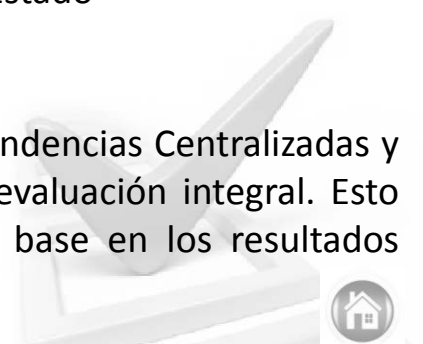 ndencias Centralizadas y
evaluación integral. Esto
base en los resultados